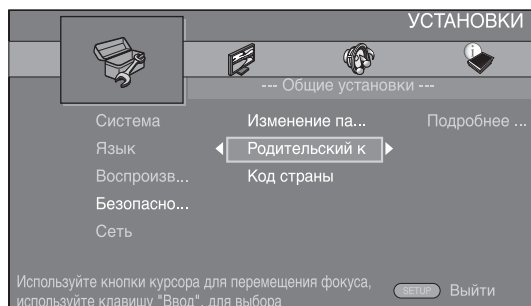 УСТАНОВКИ
--- Общие установки ---
Система Изменение па... Подробнее ...
Язык Родительский к
Воспроизв... Код страны
Безопасно...
Сеть
Используйте кнопки курсора для перемещения фокуса,
используйте клавишу "Ввод", для выбора
SETUP Выйти